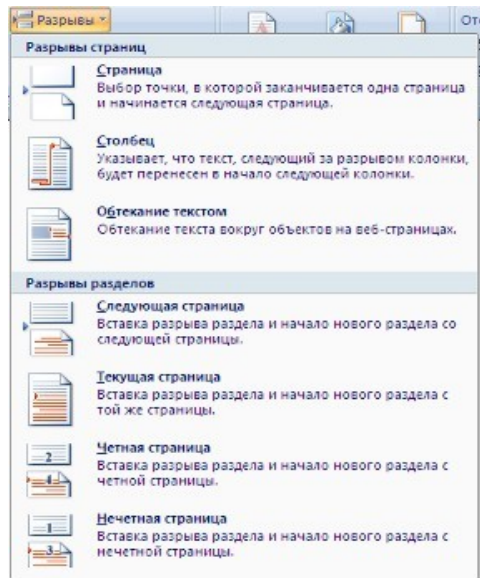 Разрывы
От
Разрывы страниц
Страница
Выбор точки, в которой заканчивается одна страница
и начинается следующая страница.
Столбец
Указывает, что текст, следующий за разрывом колонки,
будет перенесен в начало следующей колонки.
Обтекание текстом
Обтекание текста вокруг объектов на веб-страницах.
Разрывы разделов
Следующая страница
Вставка разрыва раздела и начало нового раздела со
следующей страницы.
Текущая страница
Вставка разрыва раздела и начало нового раздела с
той же страницы.
2
4
Четная страница
Вставка разрыва раздела и начало нового раздела с
четной страницы.
1
3
Нечетная страница
Вставка разрыва раздела и начало нового раздела с
нечетной страницы.